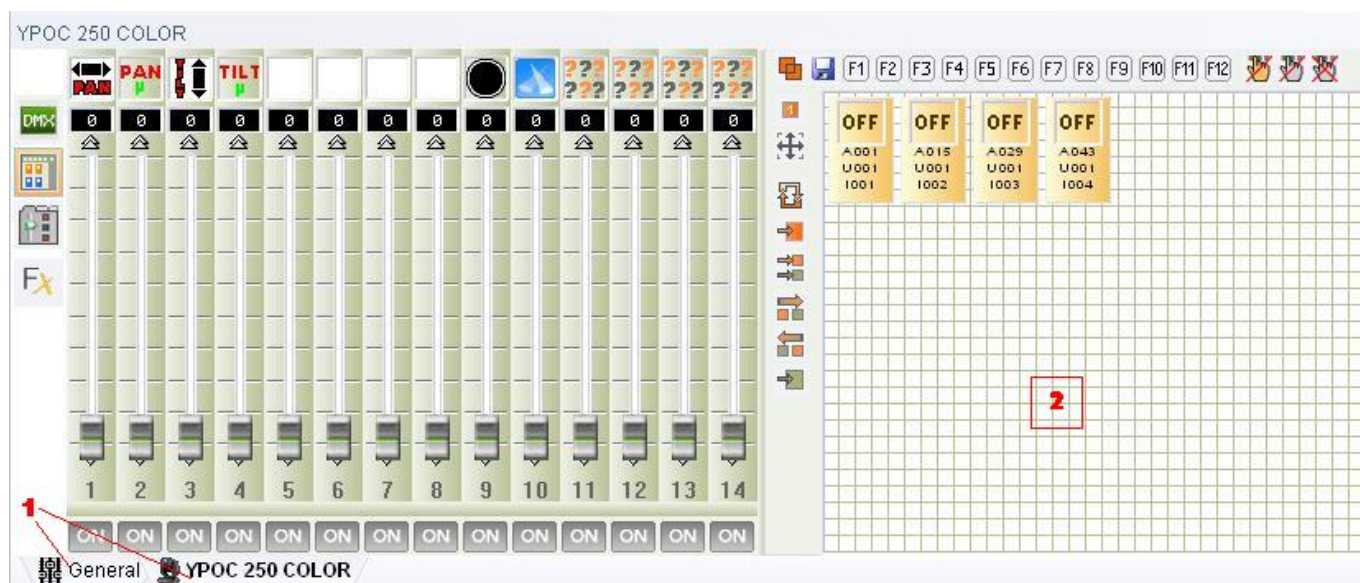 YPOC 250 COLOR
PAN PAN µ TILT µ ??? ??? ??? ???
??? ??? ??? ???
F1 F2 F3 F4 F5 F6 F7 F8 F9 F10 F11 F12
DMX 0 0 0 0 0 0 0 0 0 0 0 0 0 0
1
OFF OFF OFF OFF
A001 A015 A029 A043
U001 U001 U001 U001
I001 I002 I003 I004
Fx
2
1 2 3 4 5 6 7 8 9 10 11 12 13 14
1
ON ON ON ON ON ON ON ON ON ON ON ON ON ON
General YPOC 250 COLOR